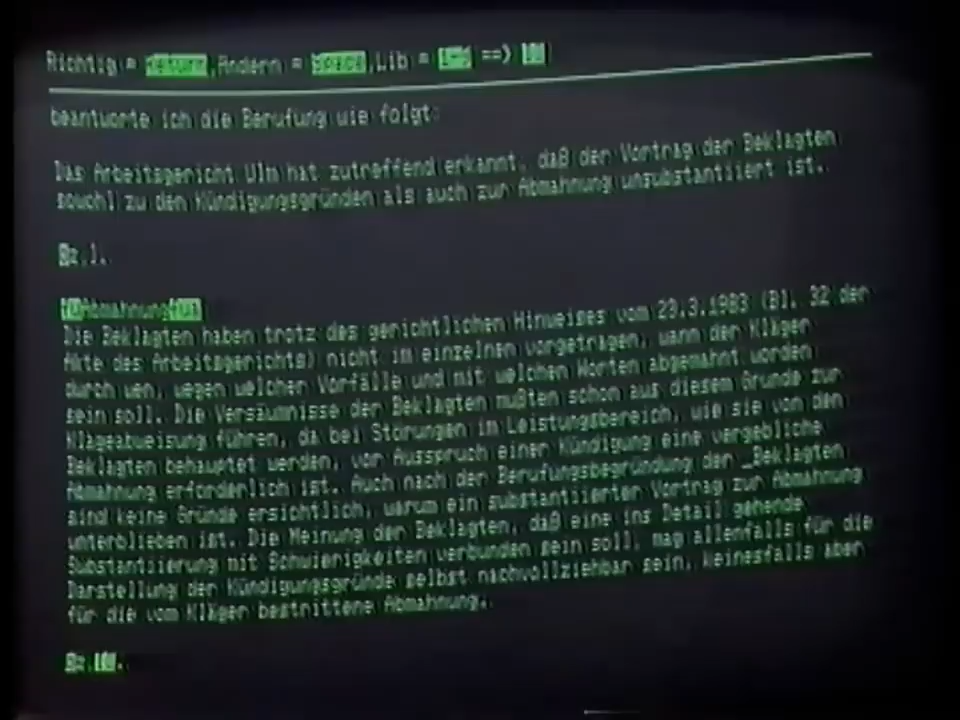 Richtig = Return,Ändern = Space,Lib = ==>
beantworte ich die Berufung wie folgt:
Das Arbeitsgericht Ulm hat zutreffend erkannt, daß der Vortrag der Beklagten
sowohl zu den Kündigungsgründen als auch zur Abmahnung unsubstantiiert ist.
Bz.1.
Abmahnung
Die Beklagten haben trotz des gerichtlichen Hinweises vom 23.3.1983 (Bl. 32 der
Akte des Arbeitsgerichts) nicht im einzelnen vorgetragen, wann der Kläger
durch wen, wegen welcher Vorfälle und mit welchen Worten abgemahnt worden
sein soll. Die Versäumnisse der Beklagten mußten schon aus diesem Grunde zur
Klageabweisung führen, da bei Störungen im Leistungsbereich, wie sie von den
Beklagten behauptet werden, vor Ausspruch einer Kündigung eine vergebliche
Abmahnung erforderlich ist. Auch nach der Berufungsbegründung der _Beklagten
sind keine Gründe ersichtlich, warum ein substantiierter Vortrag zur Abmahnung
unterblieben ist. Die Meinung der Beklagten, daß eine ins Detail gehende
Substantiierung mit Schwierigkeiten verbunden sein soll, mag allenfalls für die
Darstellung der Kündigungsgründe selbst nachvollziehbar sein, keinesfalls aber
für die vom Kläger bestrittene Abmahnung.